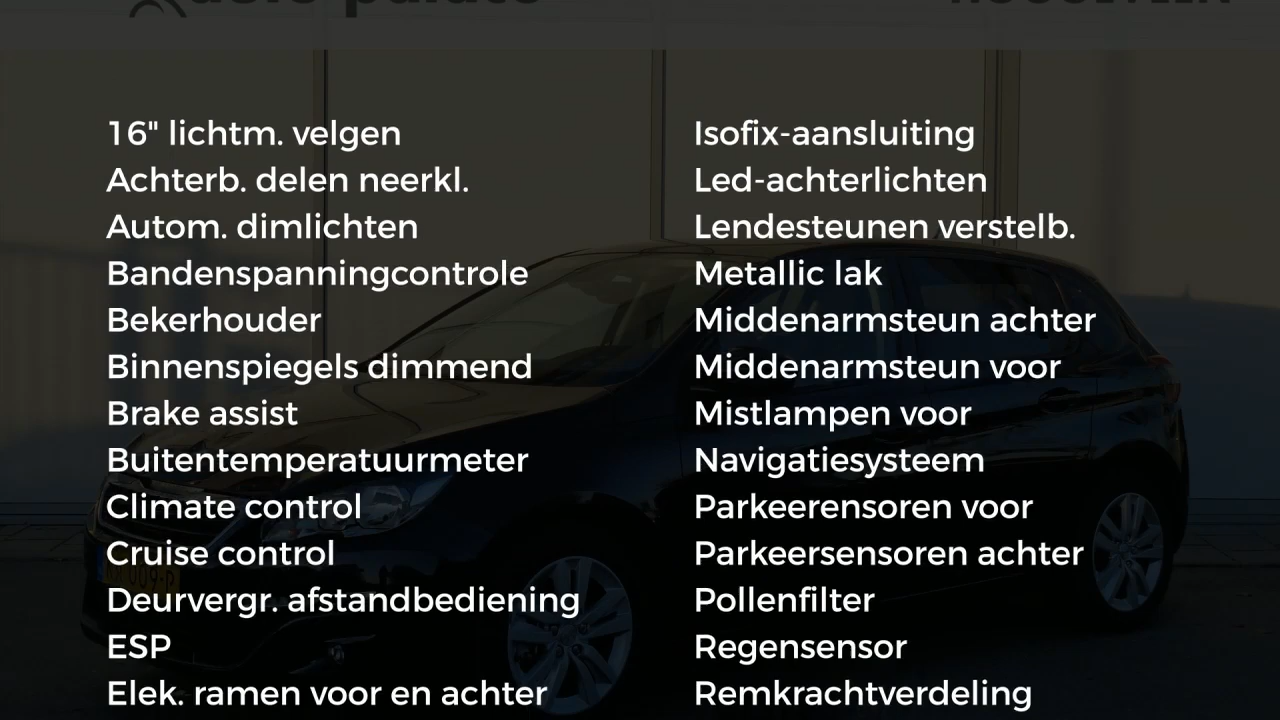 16" lichtm. velgen
Achterb. delen neerkl.
Autom. dimlichten
Bandenspanningcontrole
Bekerhouder
Binnenspiegels dimmend
Brake assist
Buitentemperatuurmeter
Climate control
Cruise control
Deurvergr. afstandbediening
ESP
Elek. ramen voor en achter
Isofix-aansluiting
Led-achterlichten
Lendesteunen verstelb.
Metallic lak
Middenarmsteun achter
Middenarmsteun voor
Mistlampen voor
Navigatiesysteem
Parkeerensoren voor
Parkeersensoren achter
Pollenfilter
Regensensor
Remkrachtverdeling